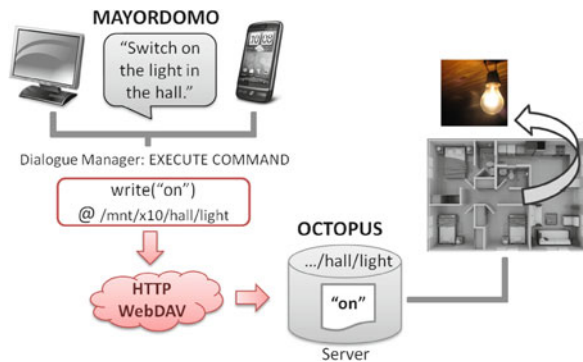 MAYORDOMO
“Switch on
the light in
the hall.”
Dialogue Manager: EXECUTE COMMAND
write(“on”)
@ /mnt/x10/hall/light
HTTP
WebDAV
OCTOPUS
.../hall/light
“on”
Server